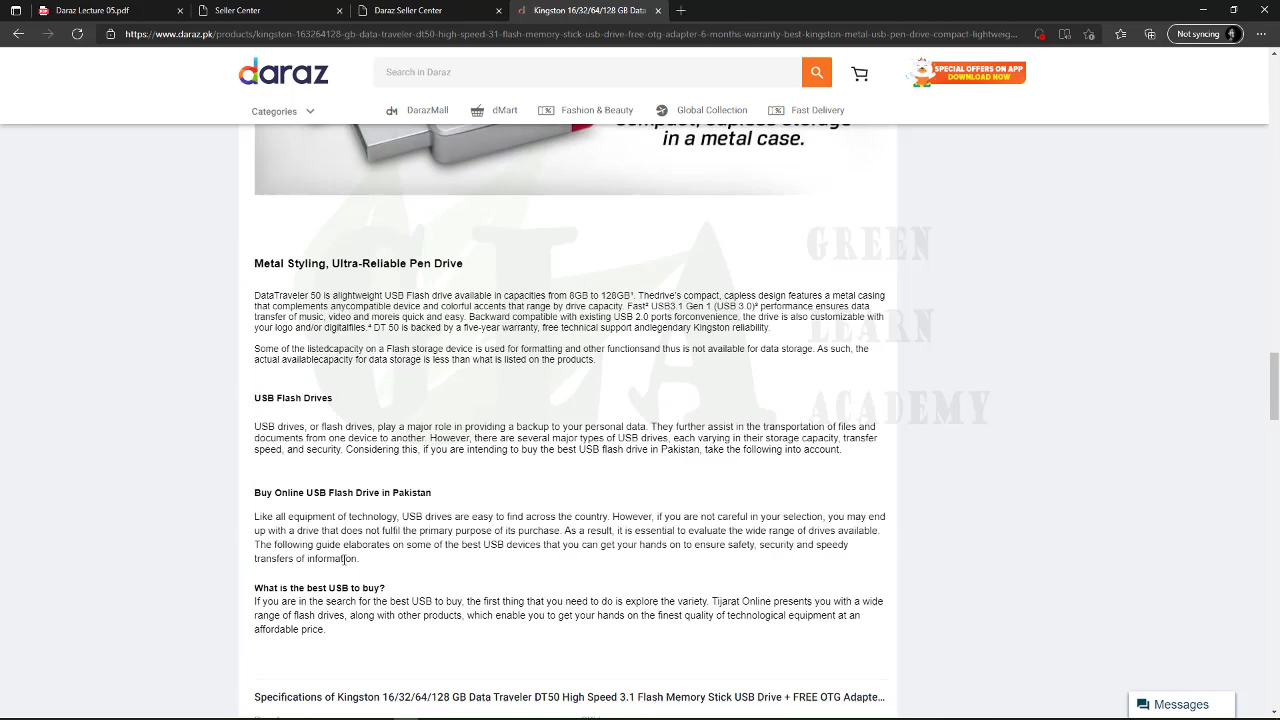 Daraz Lecture 05.pdf
Seller Center
Daraz Seller Center
Kingston 16/32/64/128 GB Data
https://www.daraz.pk/products/kingston-163264128-gb-data-traveler-dt50-high-speed-31-flash-memory-stick-usb-drive-free-otg-adapter-6-months-warranty-best-kingston-metal-usb-pen-drive-compact-lightweig...
Not syncing
daraz
Search in Daraz
SPECIAL OFFERS ON APP
DOWNLOAD NOW
Categories
DarazMall
dMart
Fashion & Beauty
Global Collection
Fast Delivery
compact, capless storage
in a metal case.
GREEN
LEARN
ACADEMY
GLA
Metal Styling, Ultra-Reliable Pen Drive
DataTraveler 50 is alightweight USB Flash drive available in capacities from 8GB to 128GB¹. Thedrive's compact, capless design features a metal casing
that complements anycompatible device and colorful accents that range by drive capacity. Fast² USB3.1 Gen 1 (USB 3.0)³ performance ensures data
transfer of music, video and moreis quick and easy. Backward compatible with existing USB 2.0 ports forconvenience, the drive is also customizable with
your logo and/or digitalfiles.⁴ DT 50 is backed by a five-year warranty, free technical support andlegendary Kingston reliability.
Some of the listedcapacity on a Flash storage device is used for formatting and other functionsand thus is not available for data storage. As such, the
actual availablecapacity for data storage is less than what is listed on the products.
USB Flash Drives
USB drives, or flash drives, play a major role in providing a backup to your personal data. They further assist in the transportation of files and
documents from one device to another. However, there are several major types of USB drives, each varying in their storage capacity, transfer
speed, and security. Considering this, if you are intending to buy the best USB flash drive in Pakistan, take the following into account.
Buy Online USB Flash Drive in Pakistan
Like all equipment of technology, USB drives are easy to find across the country. However, if you are not careful in your selection, you may end
up with a drive that does not fulfil the primary purpose of its purchase. As a result, it is essential to evaluate the wide range of drives available.
The following guide elaborates on some of the best USB devices that you can get your hands on to ensure safety, security and speedy
transfers of information.
What is the best USB to buy?
If you are in the search for the best USB to buy, the first thing that you need to do is explore the variety. Tijarat Online presents you with a wide
range of flash drives, along with other products, which enable you to get your hands on the finest quality of technological equipment at an
affordable price.
Specifications of Kingston 16/32/64/128 GB Data Traveler DT50 High Speed 3.1 Flash Memory Stick USB Drive + FREE OTG Adapte...
Messages